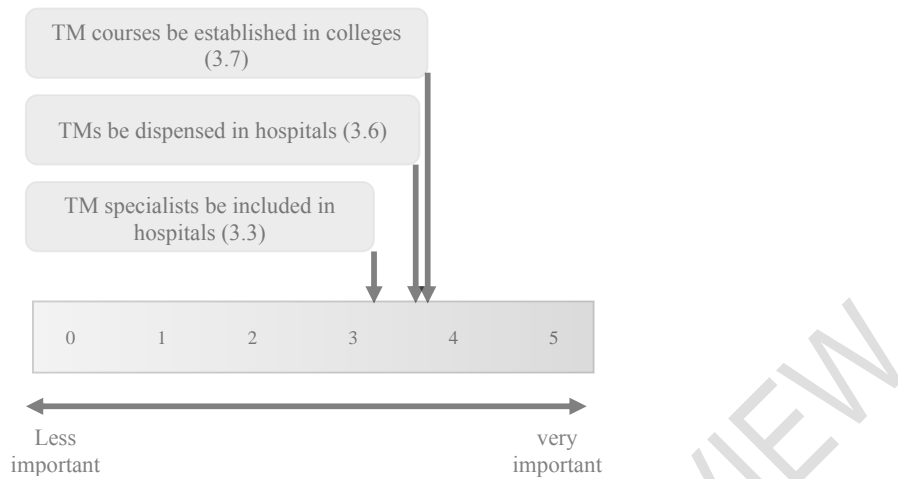 TM courses be established in colleges
(3.7)
TMs be dispensed in hospitals (3.6)
TM specialists be included in
hospitals (3.3)
0 1 2 3 4 5
Less
important
very
important
VIEW